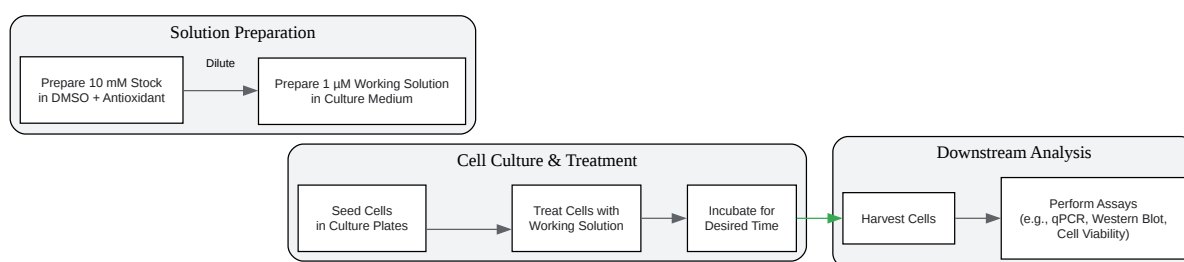 Solution Preparation
Prepare 10 mM Stock
in DMSO + Antioxidant
Dilute
Prepare 1 µM Working Solution
in Culture Medium
Cell Culture & Treatment
Seed Cells
in Culture Plates
Treat Cells with
Working Solution
Incubate for
Desired Time
Downstream Analysis
Harvest Cells
Perform Assays
(e.g., qPCR, Western Blot,
Cell Viability)